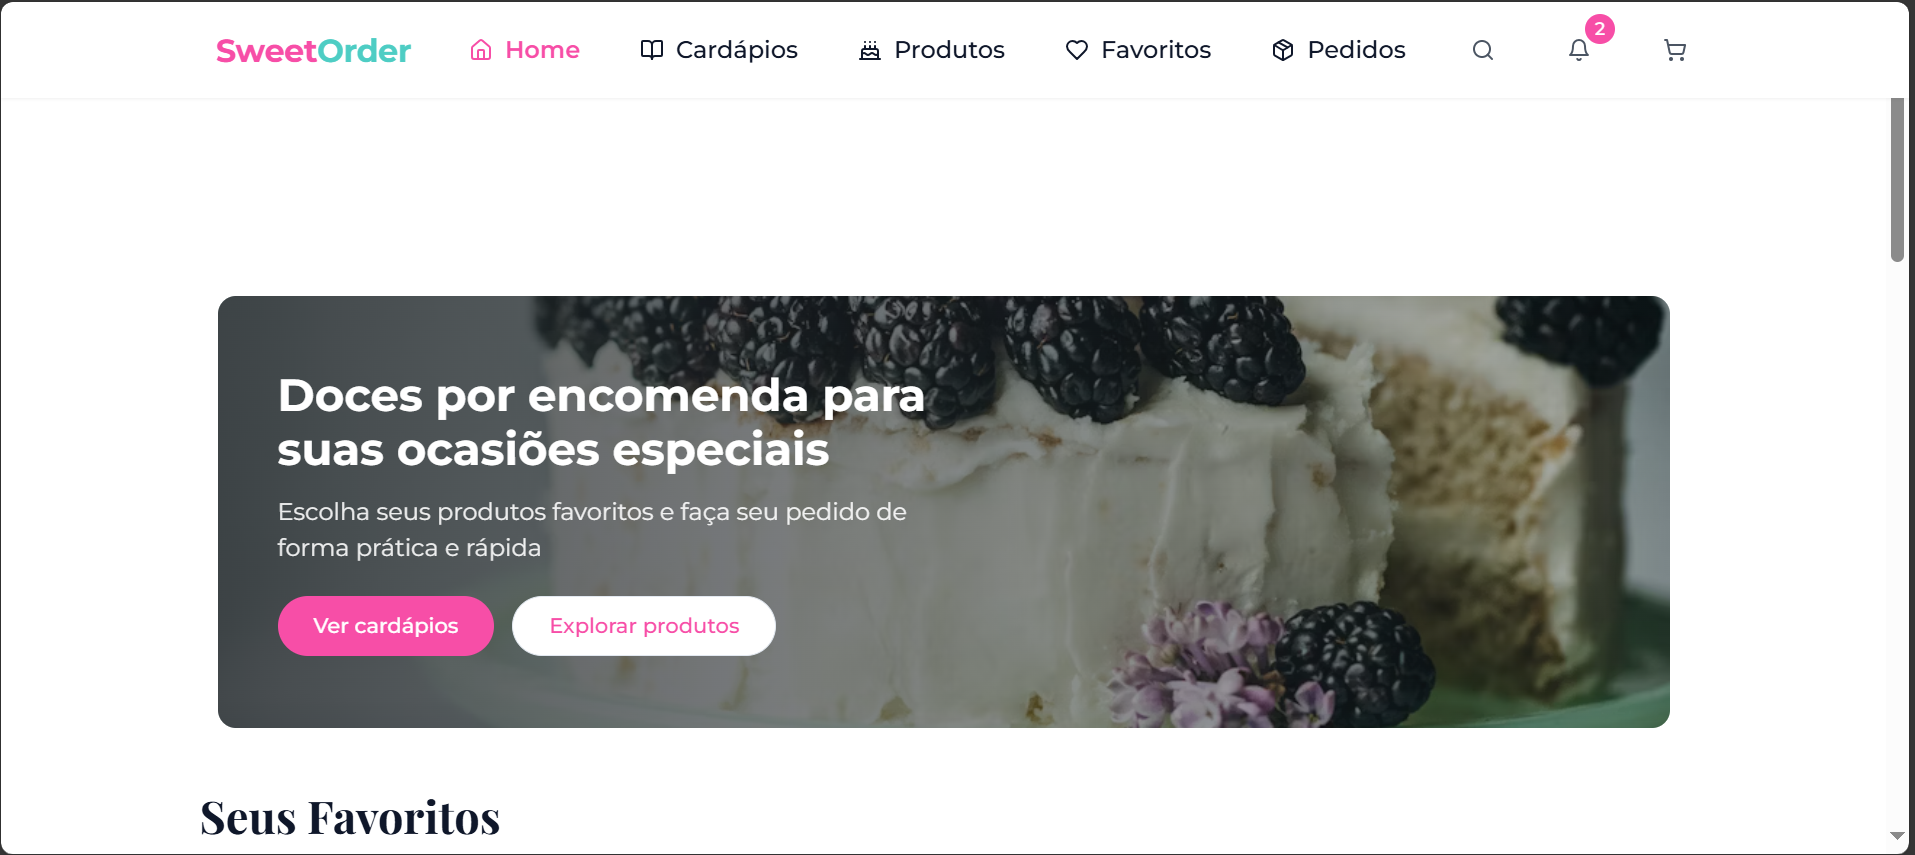 SweetOrder
Home
Cardápios
Produtos
Favoritos
Pedidos
2
Doces por encomenda para
suas ocasiões especiais
Escolha seus produtos favoritos e faça seu pedido de
forma prática e rápida
Ver cardápios
Explorar produtos
Seus Favoritos